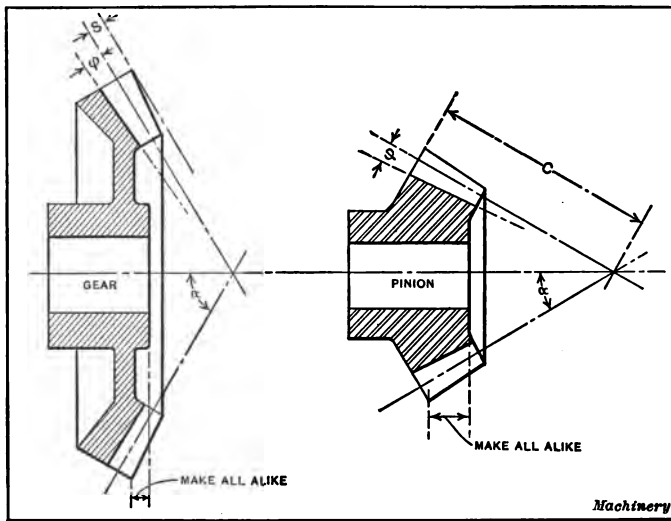 S
φ
φ
C
GEAR
PINION
MAKE ALL ALIKE
MAKE ALL ALIKE
Machinery